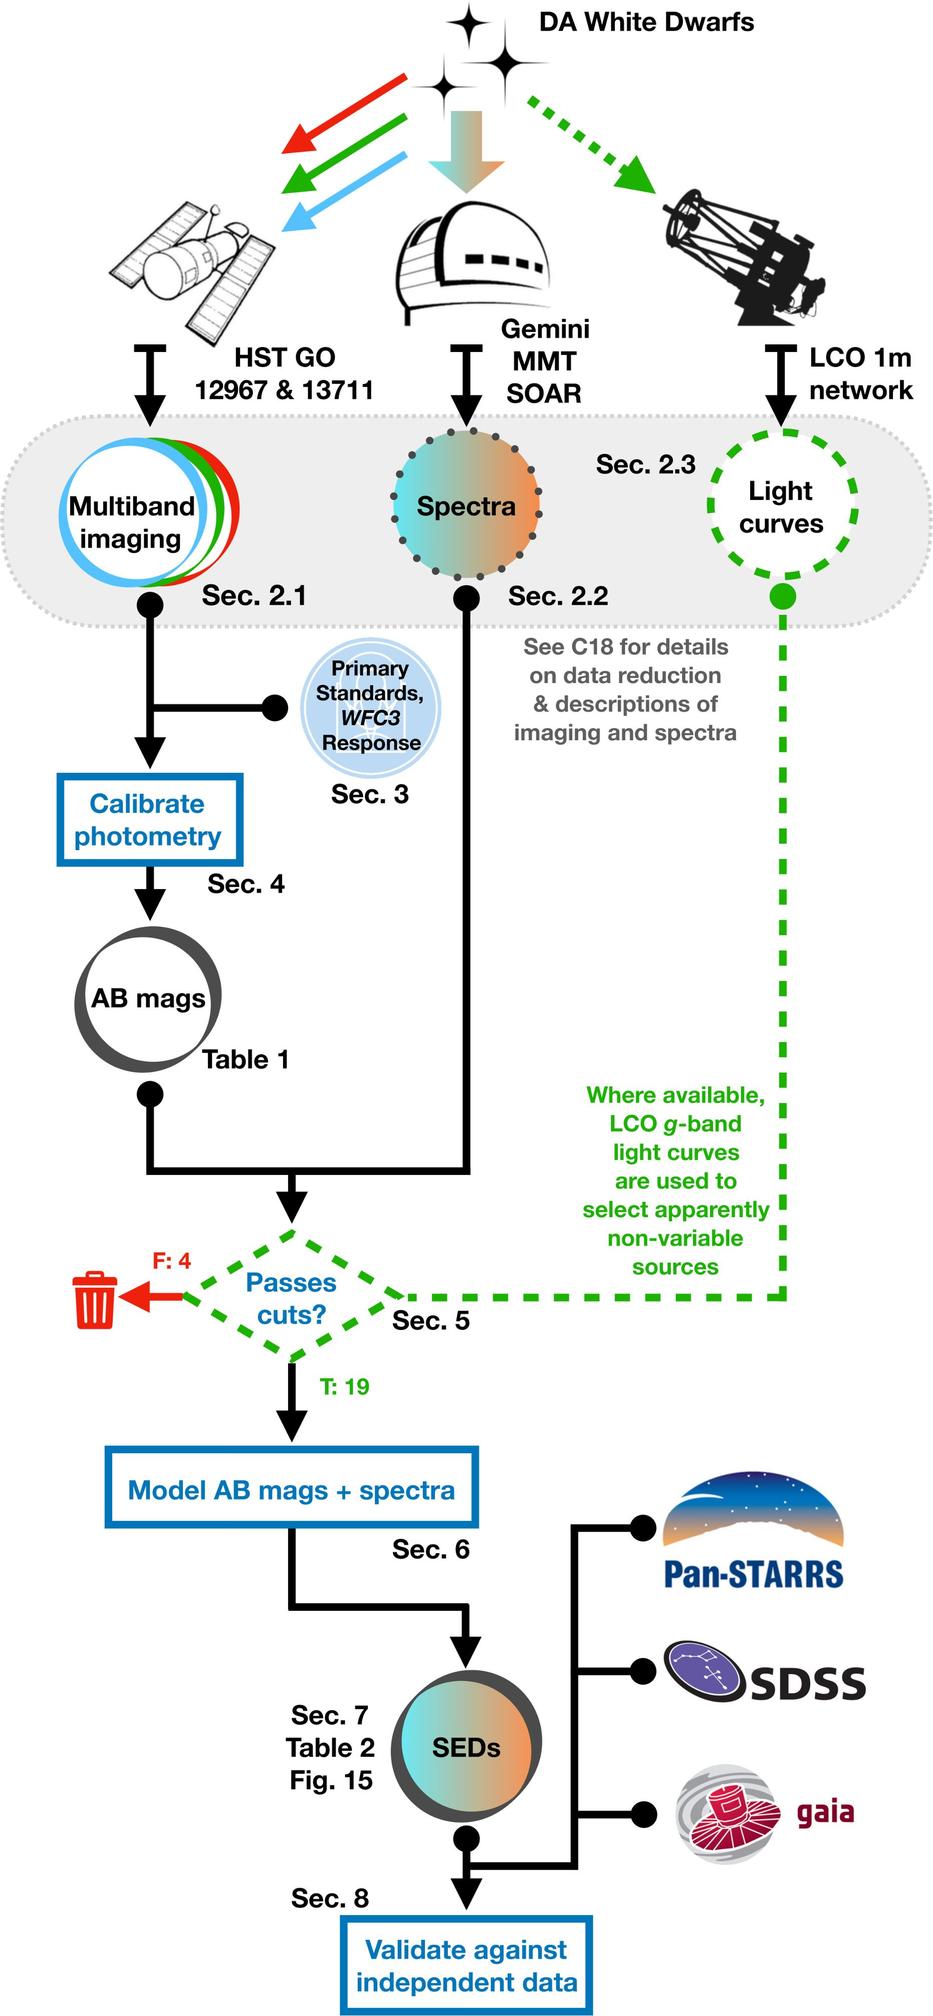 DA White Dwarfs
HST GO
12967 & 13711
Gemini
MMT
SOAR
LCO 1m
network
Multiband
imaging
Sec. 2.1
Spectra
Sec. 2.2
Sec. 2.3
Light
curves
See C18 for details
on data reduction
& descriptions of
imaging and spectra
Primary
Standards,
WFC3
Response
Sec. 3
Calibrate
photometry
Sec. 4
AB mags
Table 1
Where available,
LCO g-band
light curves
are used to
select apparently
non-variable
sources
F: 4
Passes
cuts?
Sec. 5
T: 19
Model AB mags + spectra
Sec. 6
Pan-STARRS
SDSS
gaia
Sec. 7
Table 2
Fig. 15
SEDs
Sec. 8
Validate against
independent data